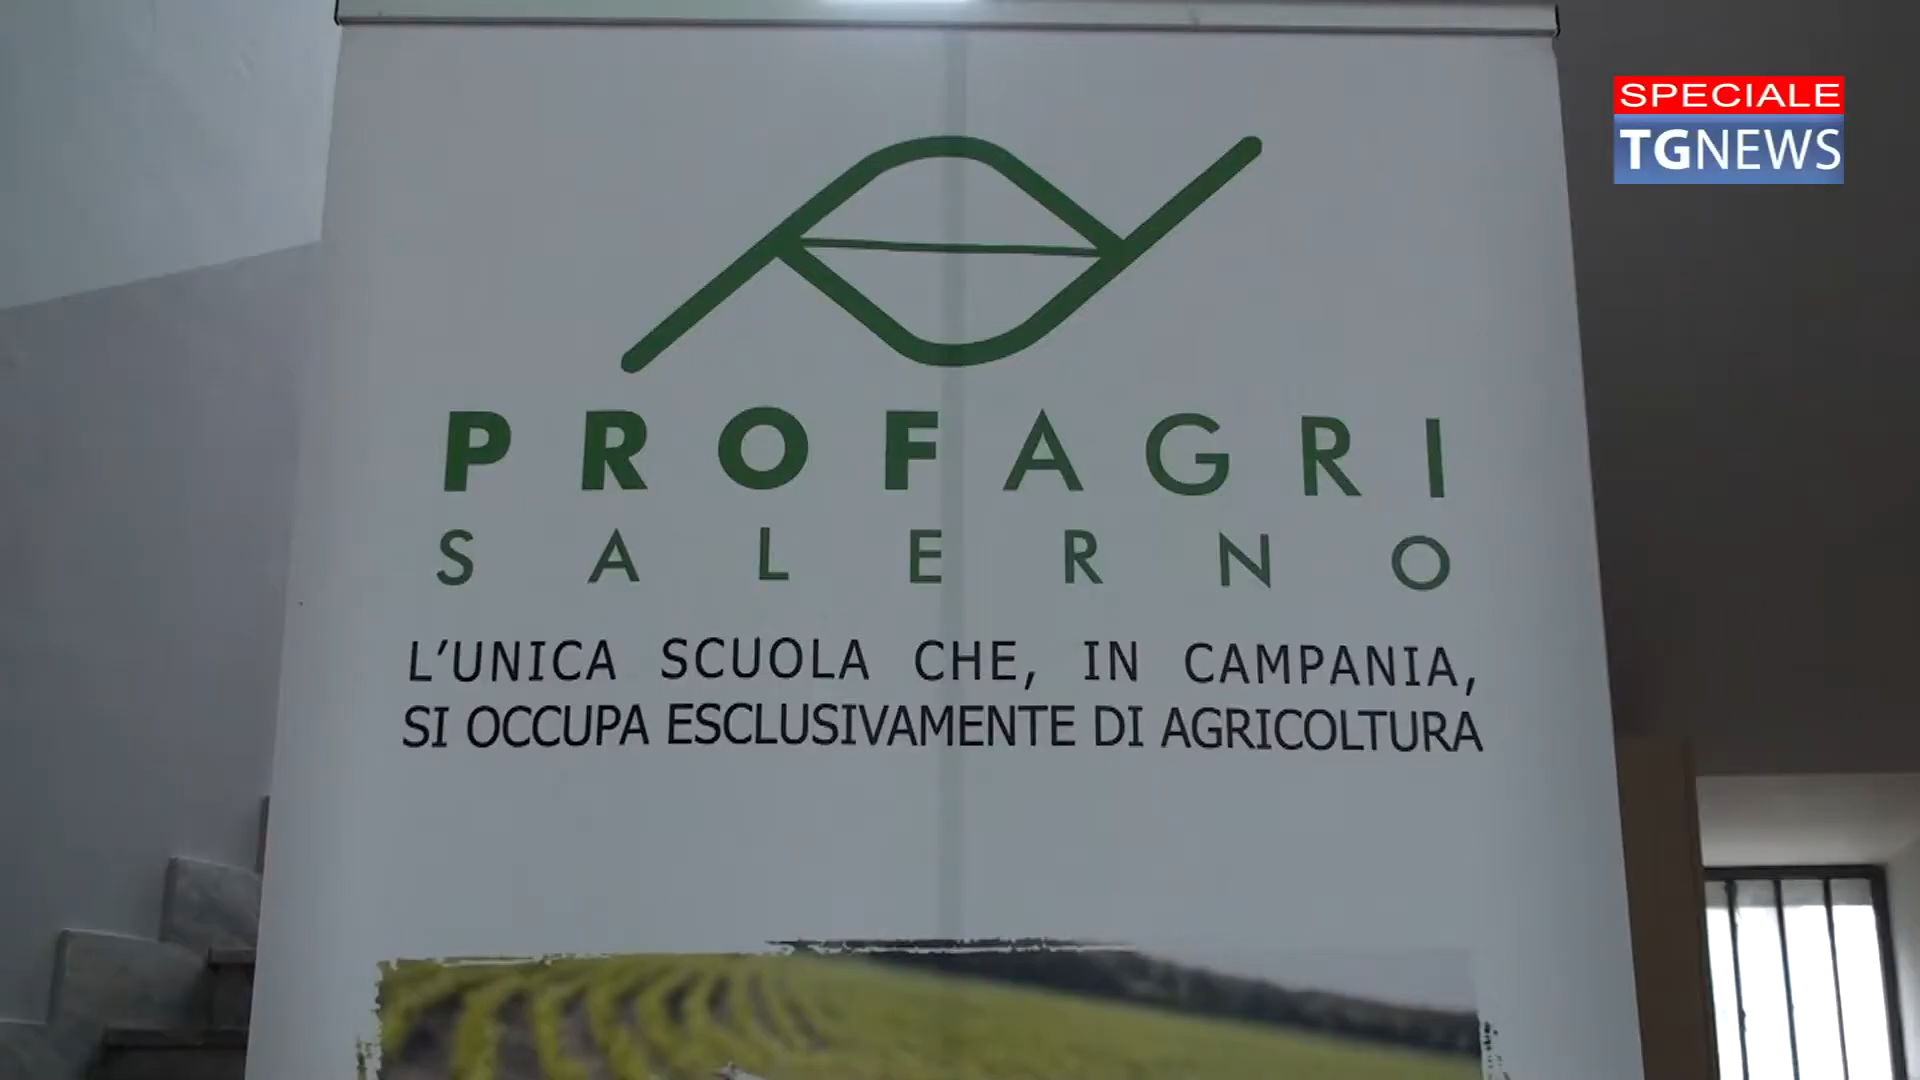 SPECIALE
TGNEWS
PROFAGRI
SALERNO
L'UNICA SCUOLA CHE, IN CAMPANIA,
SI OCCUPA ESCLUSIVAMENTE DI AGRICOLTURA